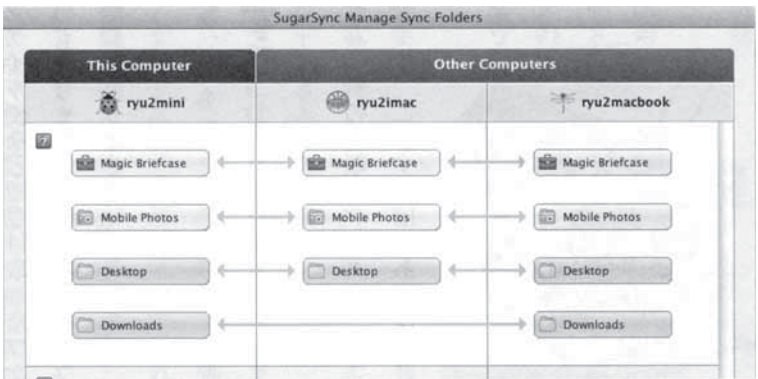 SugarSync Manage Sync Folders
This Computer
Other Computers
ryu2mini
ryu2imac
ryu2macbook
Magic Briefcase
Magic Briefcase
Magic Briefcase
Mobile Photos
Mobile Photos
Mobile Photos
Desktop
Desktop
Desktop
Downloads
Downloads